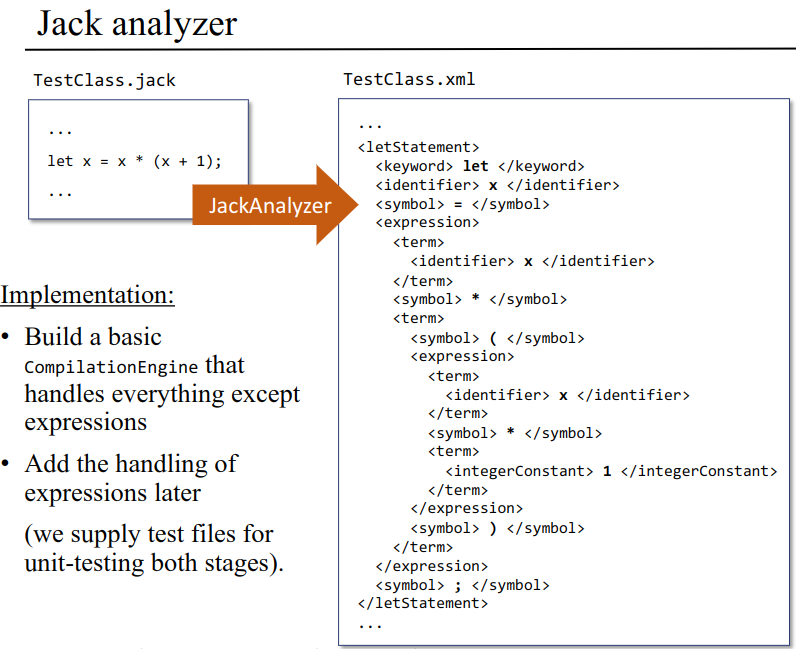 Jack analyzer
TestClass.jack
...
let x = x * (x + 1);
...
JackAnalyzer
Implementation:
• Build a basic
CompilationEngine that
handles everything except
expressions
• Add the handling of
expressions later
(we supply test files for
unit-testing both stages).
TestClass.xml
...
<letStatement>
<keyword> let </keyword>
<identifier> x </identifier>
<symbol> = </symbol>
<expression>
<term>
<identifier> x </identifier>
</term>
<symbol> * </symbol>
<term>
<symbol> ( </symbol>
<expression>
<term>
<identifier> x </identifier>
</term>
<symbol> * </symbol>
<term>
<integerConstant> 1 </integerConstant>
</term>
</expression>
<symbol> ) </symbol>
</term>
</expression>
<symbol> ; </symbol>
</letStatement>
...